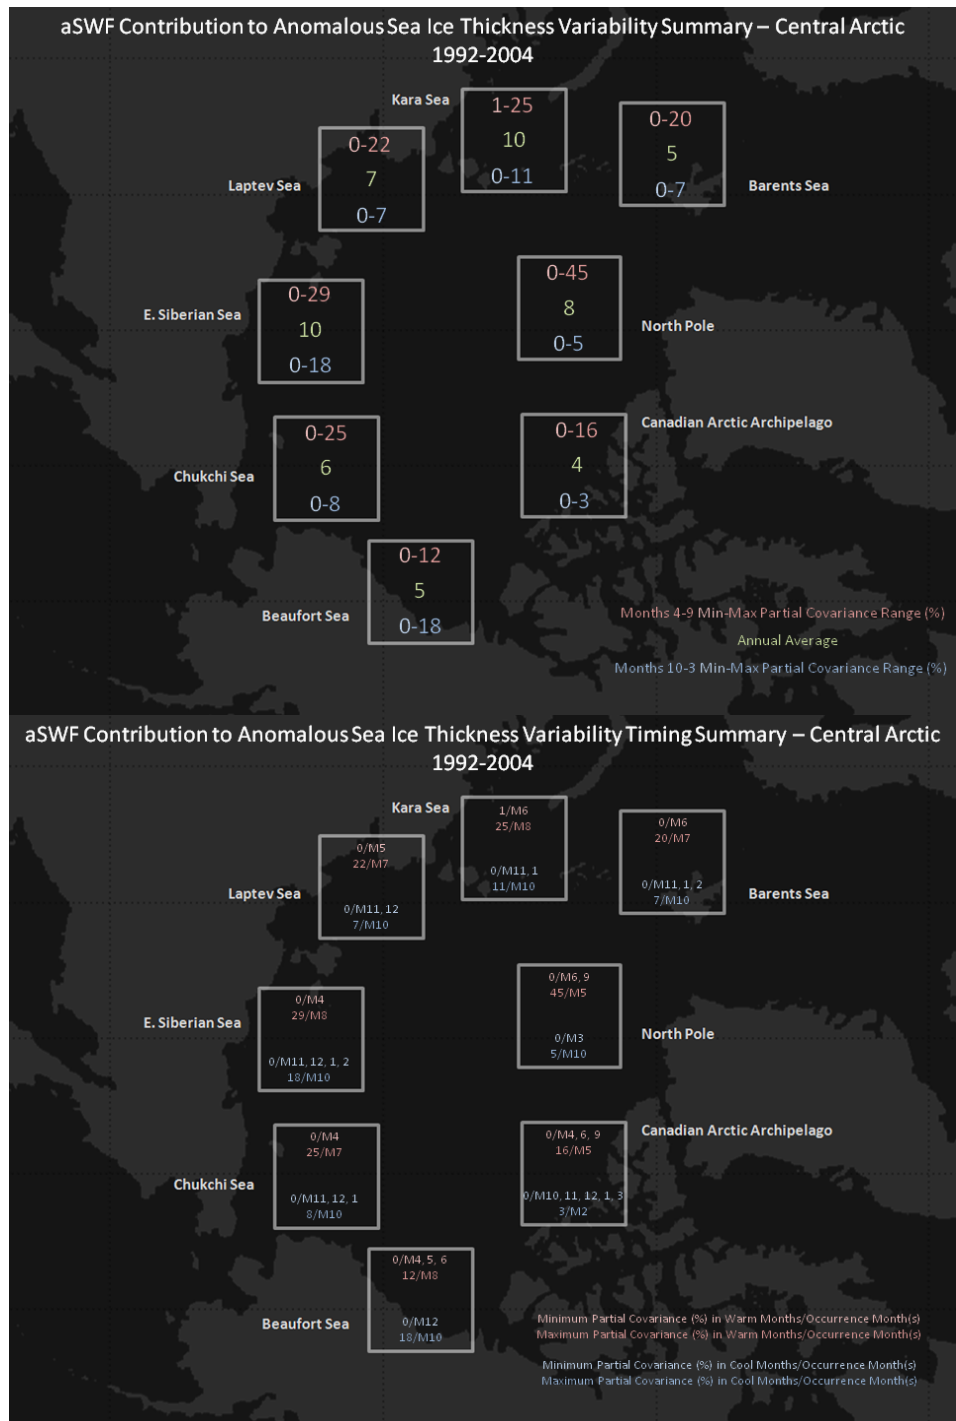 aSWF Contribution to Anomalous Sea Ice Thickness Variability Summary – Central Arctic
1992-2004
Kara Sea
1-25
10
0-11
0-20
5
0-7
Barents Sea
Laptev Sea
0-22
7
0-7
E. Siberian Sea
0-29
10
0-18
0-45
8
0-5
North Pole
Chukchi Sea
0-25
6
0-8
Canadian Arctic Archipelago
0-16
4
0-3
Beaufort Sea
0-12
5
0-18
Months 4-9 Min-Max Partial Covariance Range (%)
Annual Average
Months 10-3 Min-Max Partial Covariance Range (%)
aSWF Contribution to Anomalous Sea Ice Thickness Variability Timing Summary – Central Arctic
1992-2004
Kara Sea
1/M6
25/M8
0/M11, 1
11/M10
0/M6
20/M7
0/M11, 1, 2
7/M10
Barents Sea
Laptev Sea
0/M5
22/M7
0/M11, 12
7/M10
E. Siberian Sea
0/M4
29/M8
0/M11, 12, 1, 2
18/M10
0/M6, 9
45/M5
0/M3
5/M10
North Pole
Chukchi Sea
0/M4
25/M7
0/M11, 12, 1
8/M10
Canadian Arctic Archipelago
0/M4, 6, 9
16/M5
0/M10, 11, 12, 1, 3
3/M2
Beaufort Sea
0/M4, 5, 6
12/M8
0/M12
18/M10
Minimum Partial Covariance (%) in Warm Months/Occurrence Month(s)
Maximum Partial Covariance (%) in Warm Months/Occurrence Month(s)
Minimum Partial Covariance (%) in Cool Months/Occurrence Month(s)
Maximum Partial Covariance (%) in Cool Months/Occurrence Month(s)